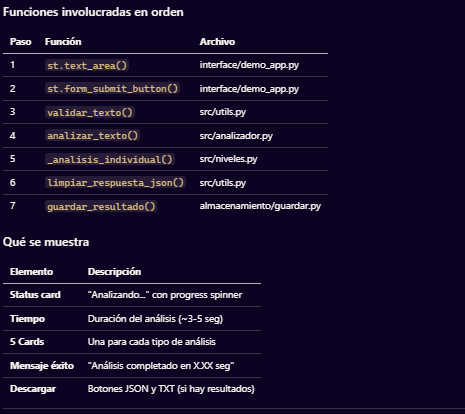 Funciones involucradas en orden
Paso Función Archivo
1 st.text_area() interface/demo_app.py
2 st.form_submit_button() interface/demo_app.py
3 validar_texto() src/utils.py
4 analizar_texto() src/analizador.py
5 _analisis_individual() src/niveles.py
6 limpiar_respuesta_json() src/utils.py
7 guardar_resultado() almacenamiento/guardar.py
Qué se muestra
Elemento Descripción
Status card "Analizando..." con progress spinner
Tiempo Duración del análisis (~3-5 seg)
5 Cards Una para cada tipo de análisis
Mensaje éxito "Análisis completado en X.XX seg"
Descargar Botones JSON y TXT (si hay resultados)